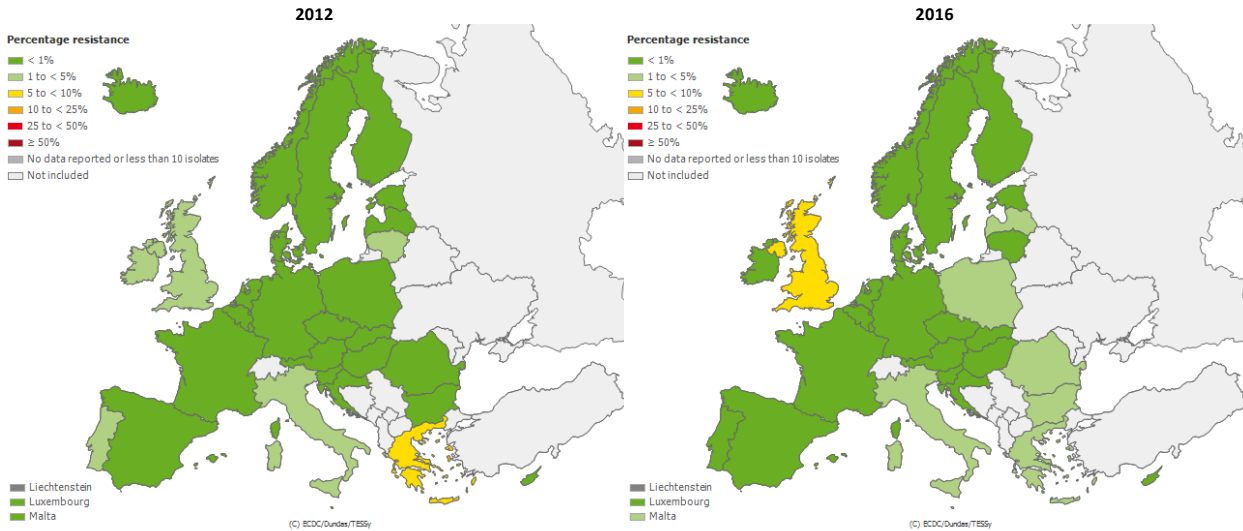 2012
Percentage resistance
< 1%
1 to < 5%
5 to < 10%
10 to < 25%
25 to < 50%
≥ 50%
No data reported or less than 10 isolates
Not included
Liechtenstein
Luxembourg
Malta
(C) ECDC/Dundas/TESSy
2016
Percentage resistance
< 1%
1 to < 5%
5 to < 10%
10 to < 25%
25 to < 50%
≥ 50%
No data reported or less than 10 isolates
Not included
Liechtenstein
Luxembourg
Malta
(C) ECDC/Dundas/TESSy